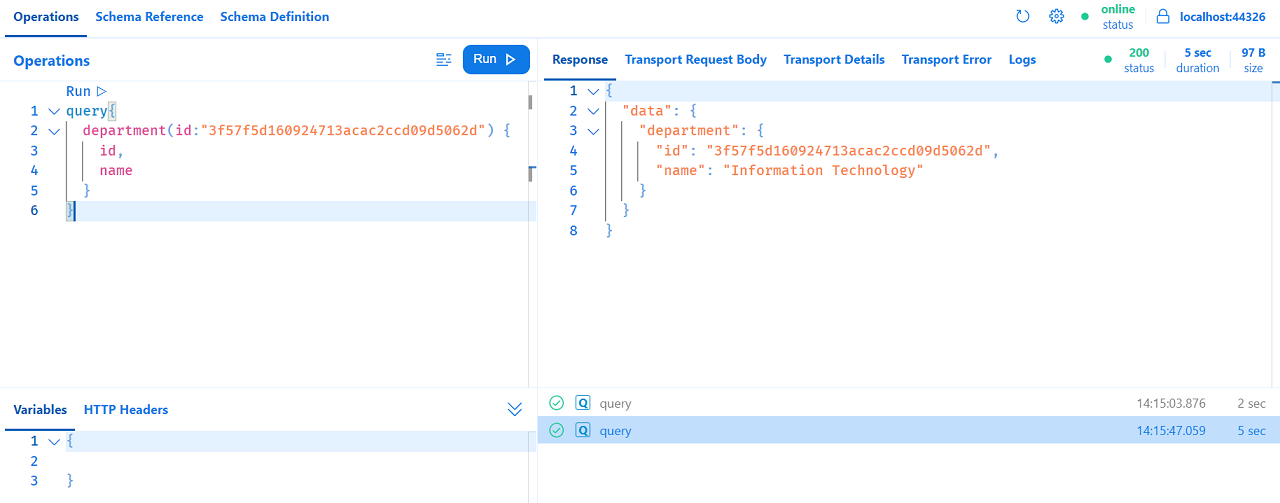 Operations Schema Reference Schema Definition online status localhost:44326
Operations Run
Response Transport Request Body Transport Details Transport Error Logs 200 status 5 sec duration 97 B size
Run
1 query{
2 department(id:"3f57f5d160924713acac2ccd09d5062d") {
3 id,
4 name
5 }
6 }
1 {
2 "data": {
3 "department": {
4 "id": "3f57f5d160924713acac2ccd09d5062d",
5 "name": "Information Technology"
6 }
7 }
8 }
Variables HTTP Headers
1 {
2
3 }
Q query 14:15:03.876 2 sec
Q query 14:15:47.059 5 sec